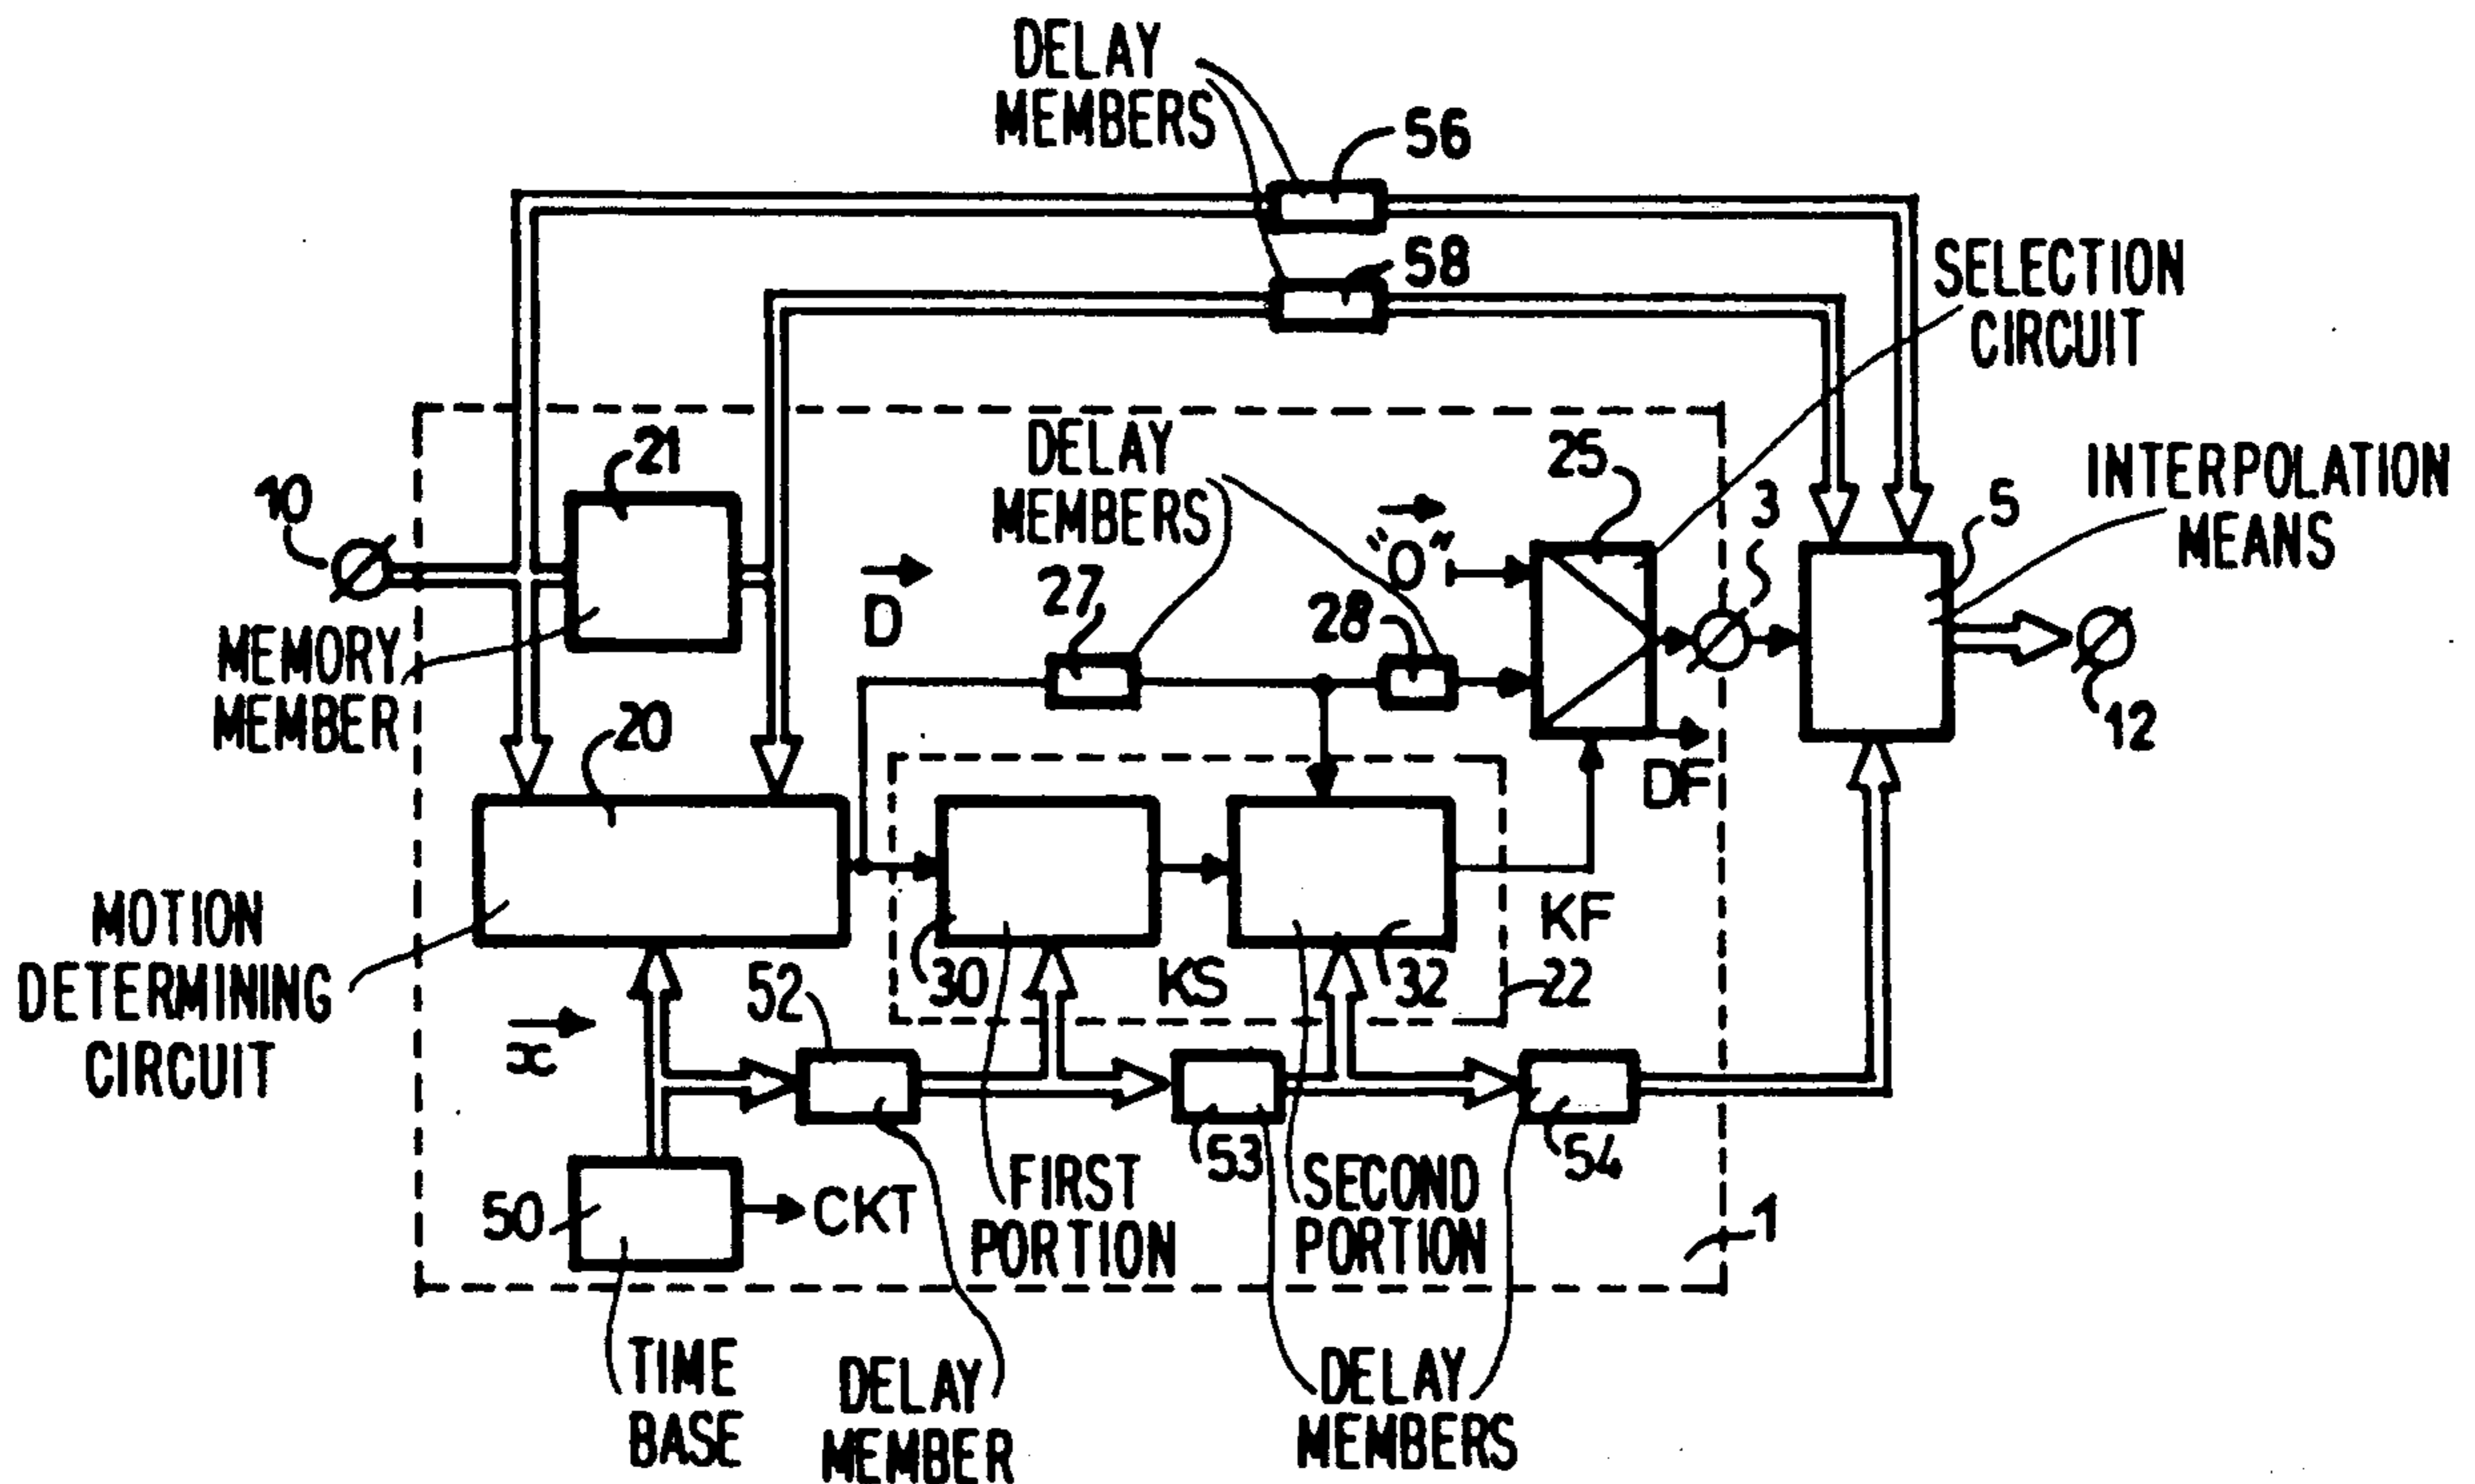 DELAY
MEMBERS
56
58
SELECTION
CIRCUIT
21
DELAY
MEMBERS
25
INTERPOLATION
MEANS
10
"O"
3
5
27
D
28
MEMORY
MEMBER
20
12
DF
MOTION
DETERMINING
CIRCUIT
KF
30
KS
32
22
52
x
53
54
FIRST
PORTION
SECOND
PORTION
50
CKT
1
TIME
BASE
DELAY
MEMBER
DELAY
MEMBERS